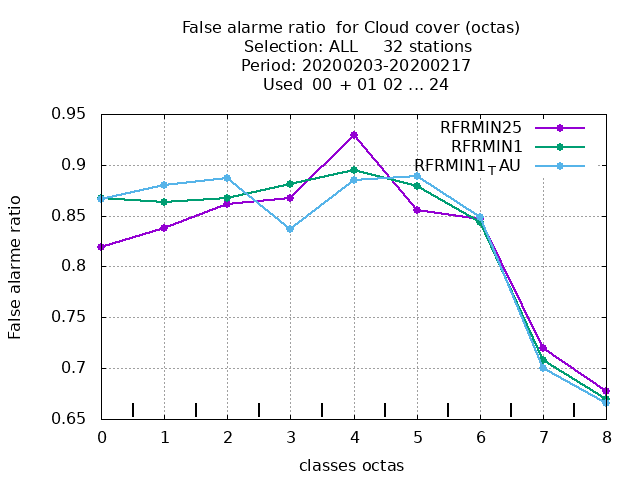 False alarme ratio  for Cloud cover (octas)
Selection: ALL     32 stations
Period: 20200203-20200217
Used  00 + 01 02 ... 24
0.95
0.9
0.85
0.8
0.75
0.7
0.65
False alarme ratio
RFRMIN25
RFRMIN1
RFRMIN1TAU
0 1 2 3 4 5 6 7 8
classes octas